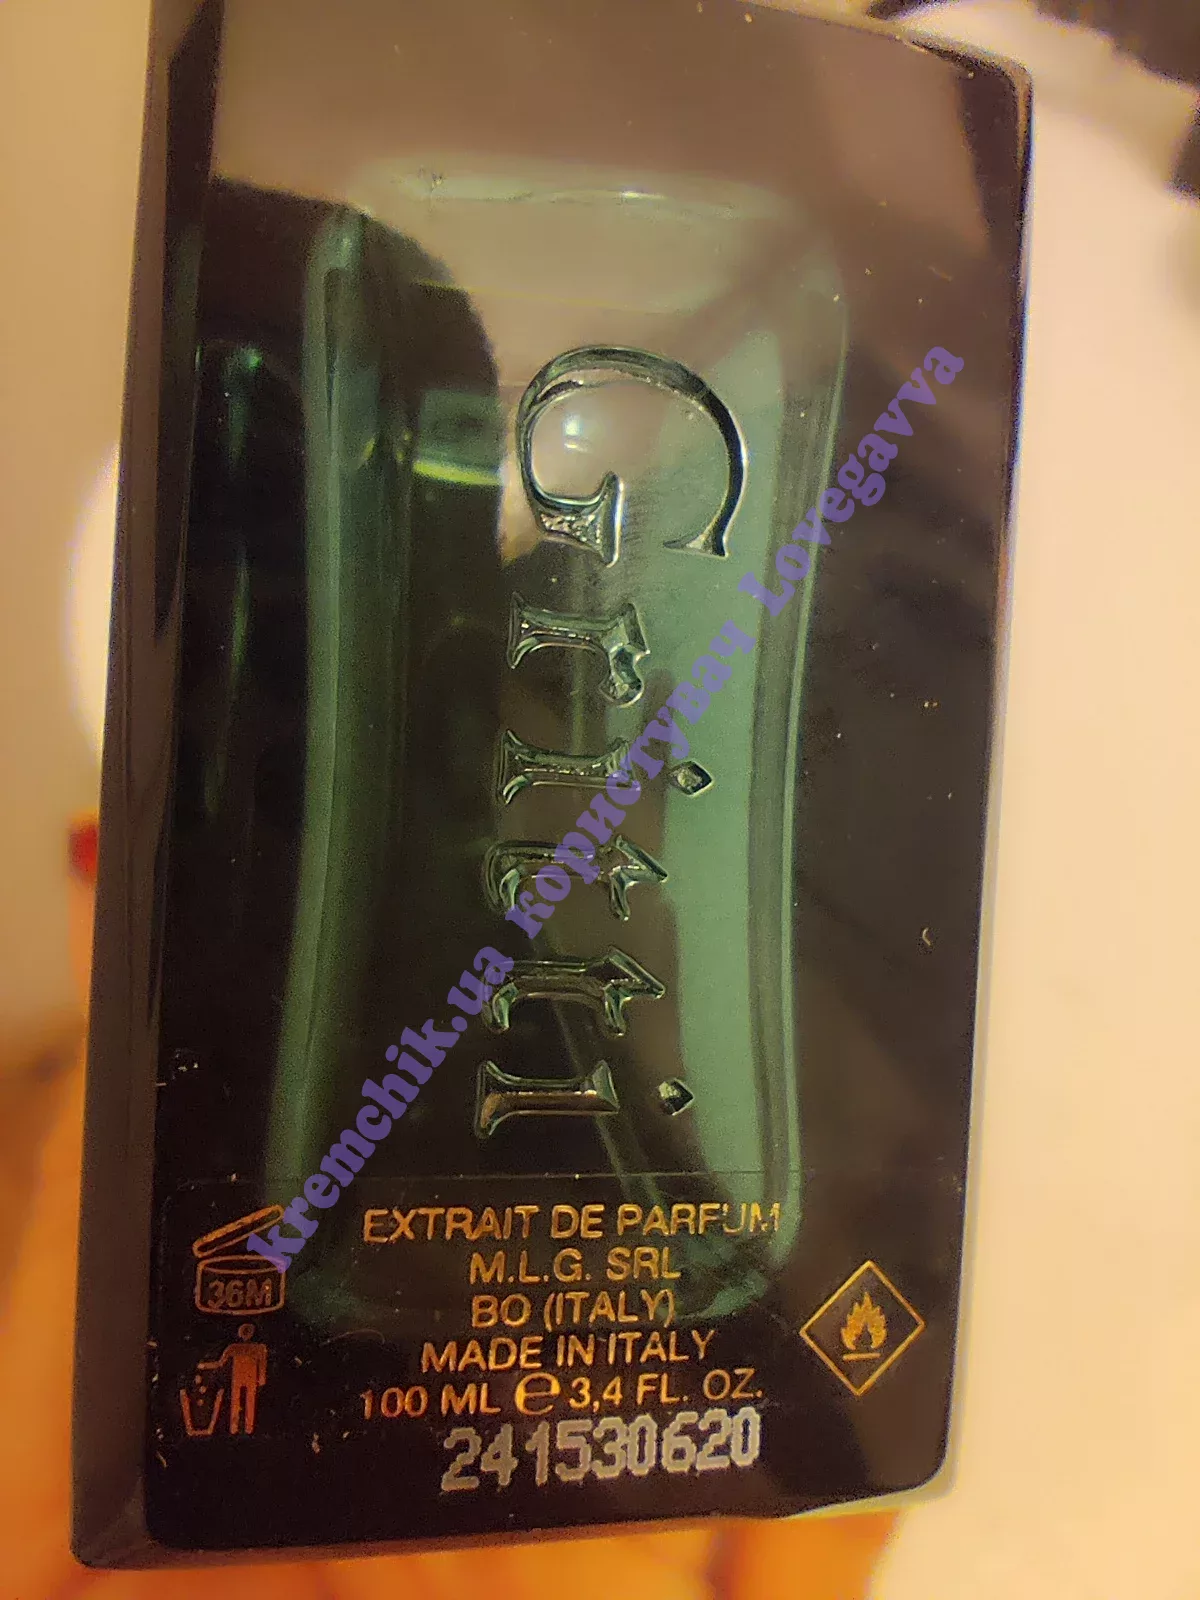 Gritti
kremchik.ua користувач Lovegavva
36M
EXTRAIT DE PARFUM
M.L.G. SRL
BO (ITALY)
MADE IN ITALY
100 ML ℮ 3,4 FL. OZ.
241530620